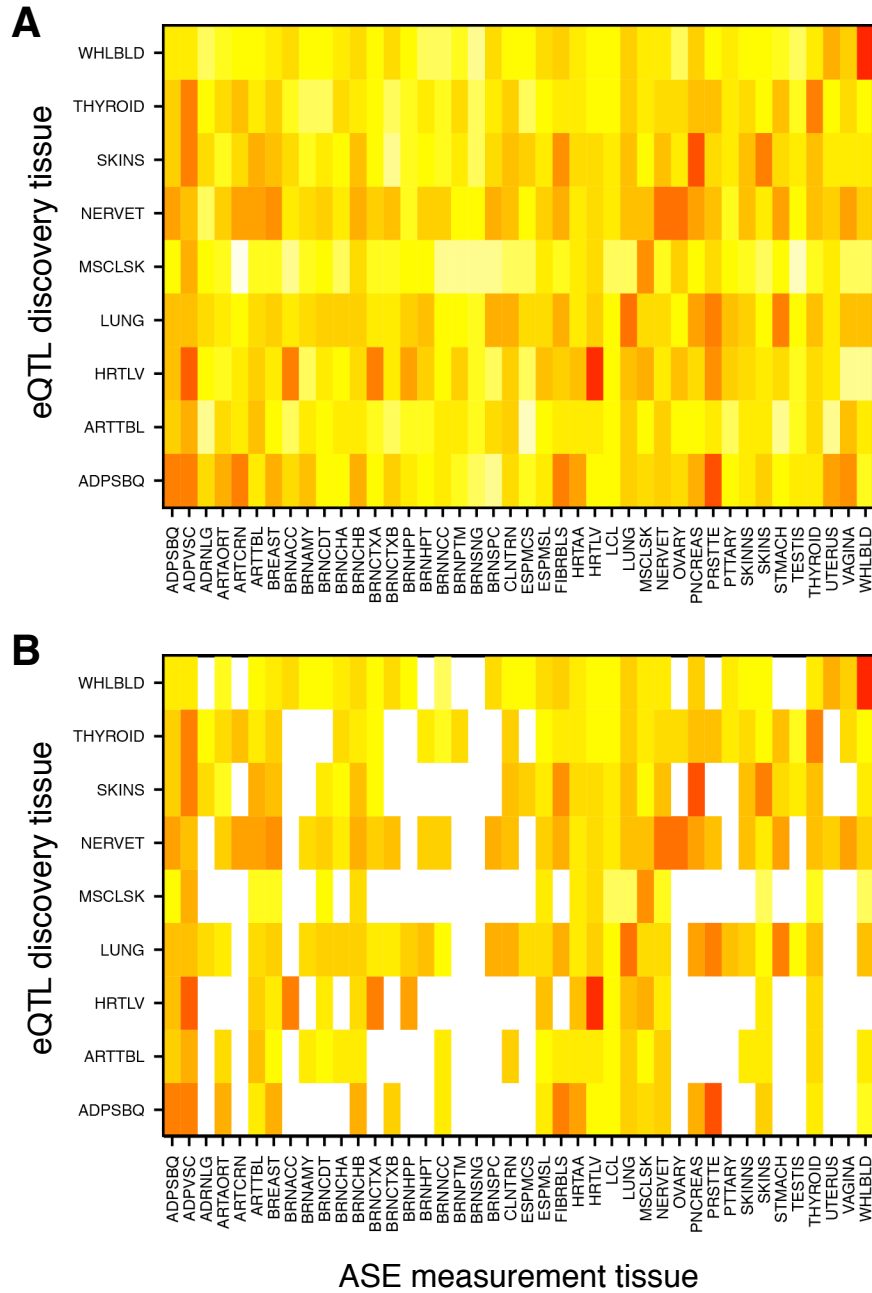 A
eQTL discovery tissue
WHLBLD
THYROID
SKINS
NERVET
MSCLSK
LUNG
HRTLV
ARTTBL
ADPSBQ
ADPSBQ
ADPVSC
ADRNLG
ARTAORT
ARTCRN
ARTTBL
BREAST
BRNACC
BRNAMY
BRNCDT
BRNCHA
BRNCHB
BRNCTXA
BRNCTXB
BRNHPP
BRNHPT
BRNNCC
BRNPTM
BRNSNG
BRNSPC
CLNTRN
ESPMCS
ESPMSL
FIBRBLS
HRTAA
HRTLV
LCL
LUNG
MSCLSK
NERVET
OVARY
PNCREAS
PRSTTE
PTTARY
SKINNS
SKINS
STMACH
TESTIS
THYROID
UTERUS
VAGINA
WHLBLD
B
eQTL discovery tissue
WHLBLD
THYROID
SKINS
NERVET
MSCLSK
LUNG
HRTLV
ARTTBL
ADPSBQ
ADPSBQ
ADPVSC
ADRNLG
ARTAORT
ARTCRN
ARTTBL
BREAST
BRNACC
BRNAMY
BRNCDT
BRNCHA
BRNCHB
BRNCTXA
BRNCTXB
BRNHPP
BRNHPT
BRNNCC
BRNPTM
BRNSNG
BRNSPC
CLNTRN
ESPMCS
ESPMSL
FIBRBLS
HRTAA
HRTLV
LCL
LUNG
MSCLSK
NERVET
OVARY
PNCREAS
PRSTTE
PTTARY
SKINNS
SKINS
STMACH
TESTIS
THYROID
UTERUS
VAGINA
WHLBLD
ASE measurement tissue